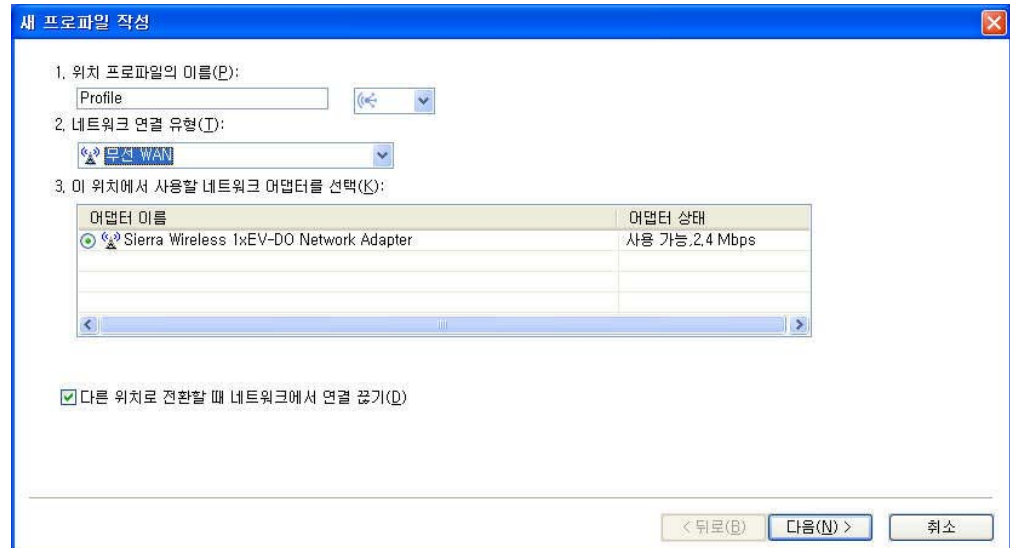 새 프로파일 작성
1. 위치 프로파일의 이름(P):
Profile
2. 네트워크 연결 유형(T):
무선 WAN
3. 이 위치에서 사용할 네트워크 어댑터를 선택(K):
어댑터 이름 어댑터 상태
Sierra Wireless 1xEV-DO Network Adapter 사용 가능,2.4 Mbps
다른 위치로 전환할 때 네트워크에서 연결 끊기(D)
< 뒤로(B) 다음(N) > 취소